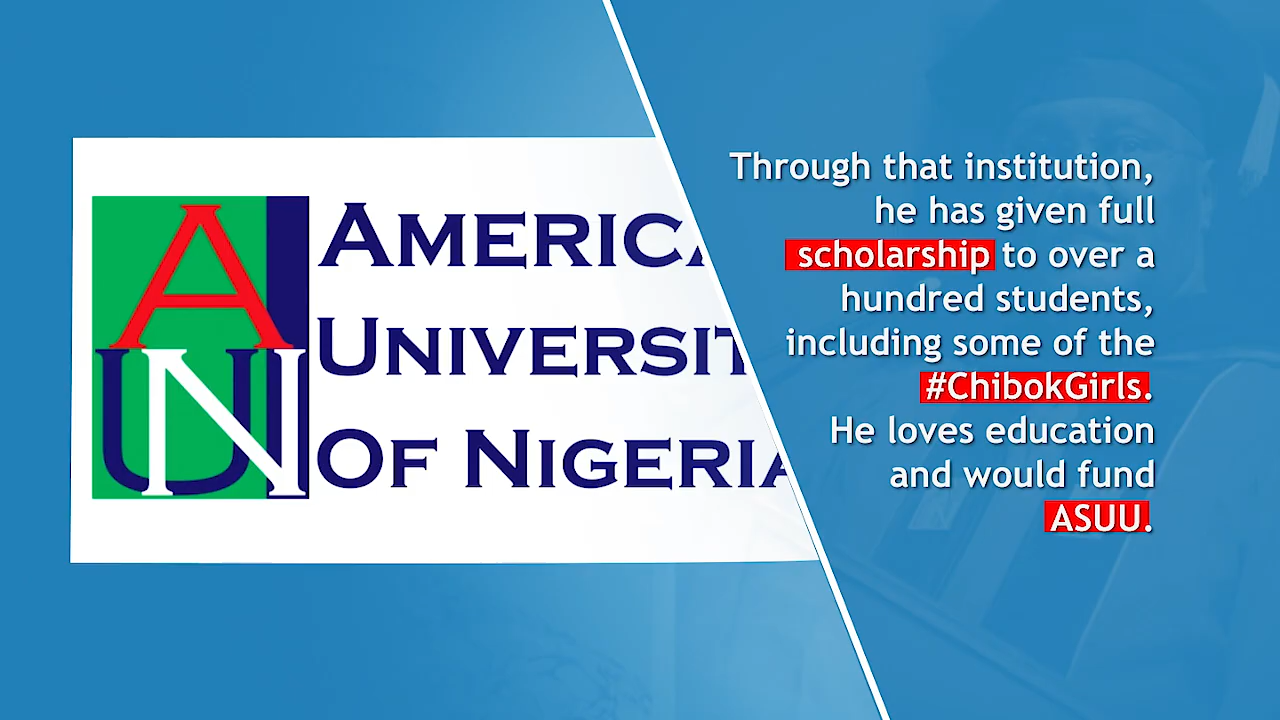 AUN
AMERICA
UNIVERSIT
OF NIGERIA
Through that institution,
he has given full
scholarship to over a
hundred students,
including some of the
#ChibokGirls.
He loves education
and would fund
ASUU.